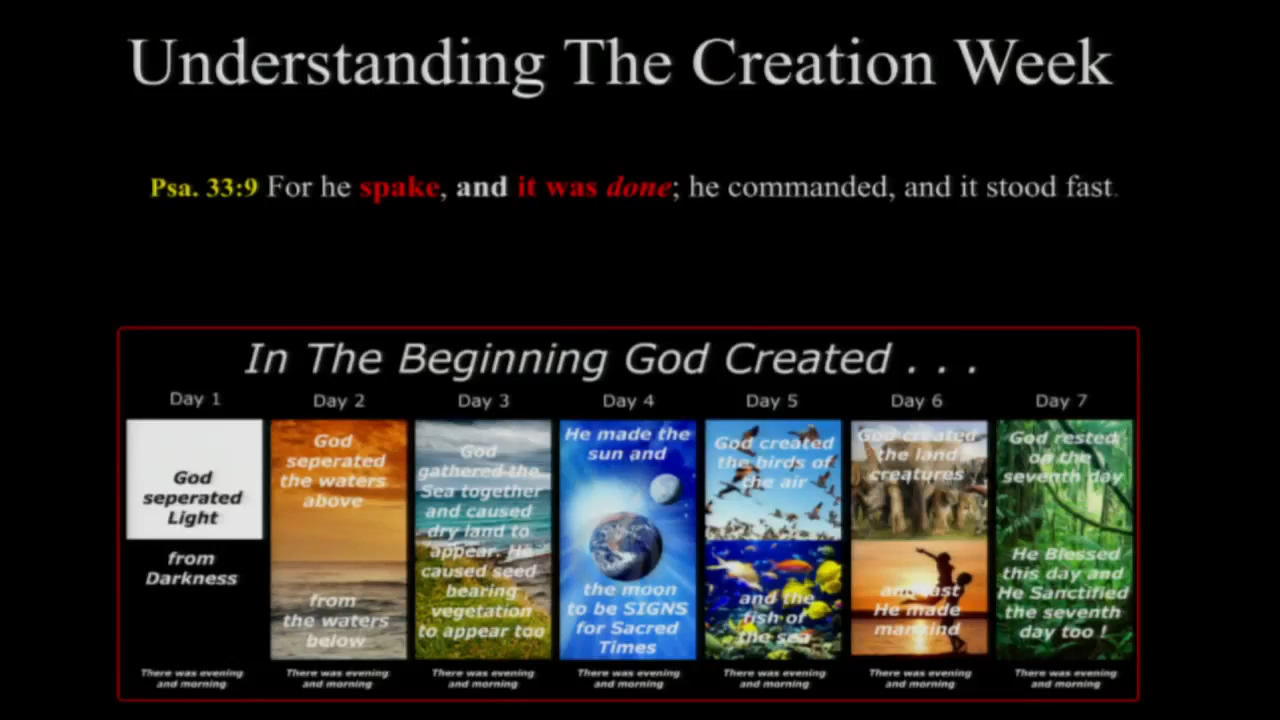 Understanding The Creation Week
Psa. 33:9 For he spake, and it was done; he commanded, and it stood fast.
In The Beginning God Created . . .
Day 1
God
seperated
Light
from
Darkness
There was evening
and morning
Day 2
God
seperated
the waters
above
from
the waters
below
There was evening
and morning
Day 3
God
gathered the
Sea together
and caused
dry land to
appear. He
caused seed
bearing
vegetation
to appear too
There was evening
and morning
Day 4
He made the
sun and
the moon
to be SIGNS
for Sacred
Times
There was evening
and morning
Day 5
God created
the birds of
the air
and the
fish of
the sea
There was evening
and morning
Day 6
God created
the land
creatures
and last
He made
mankind
There was evening
and morning
Day 7
God rested
on the
seventh day
He Blessed
this day and
He Sanctified
the seventh
day too !
There was evening
and morning